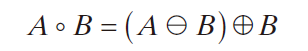 A ∘ B = (A ⊖ B) ⊕ B